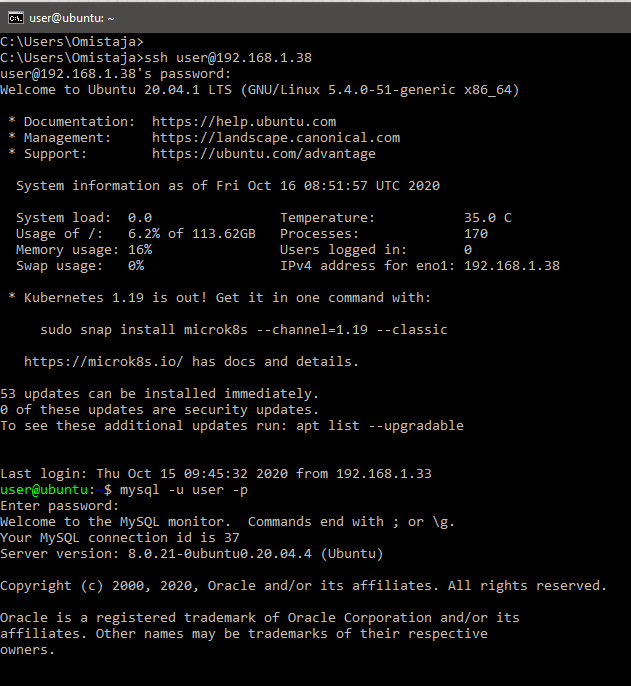 user@ubuntu: ~
C:\Users\Omistaja>
C:\Users\Omistaja>ssh user@192.168.1.38
user@192.168.1.38's password:
Welcome to Ubuntu 20.04.1 LTS (GNU/Linux 5.4.0-51-generic x86_64)
* Documentation:  https://help.ubuntu.com
* Management:     https://landscape.canonical.com
* Support:        https://ubuntu.com/advantage
System information as of Fri Oct 16 08:51:57 UTC 2020
System load:  0.0                Temperature:           35.0 C
Usage of /:   6.2% of 113.62GB   Processes:             170
Memory usage: 16%                Users logged in:       0
Swap usage:   0%                 IPv4 address for eno1: 192.168.1.38
* Kubernetes 1.19 is out! Get it in one command with:
sudo snap install microk8s --channel=1.19 --classic
https://microk8s.io/ has docs and details.
53 updates can be installed immediately.
0 of these updates are security updates.
To see these additional updates run: apt list --upgradable
Last login: Thu Oct 15 09:45:32 2020 from 192.168.1.33
user@ubuntu:~$ mysql -u user -p
Enter password:
Welcome to the MySQL monitor.  Commands end with ; or \g.
Your MySQL connection id is 37
Server version: 8.0.21-0ubuntu0.20.04.4 (Ubuntu)
Copyright (c) 2000, 2020, Oracle and/or its affiliates. All rights reserved.
Oracle is a registered trademark of Oracle Corporation and/or its
affiliates. Other names may be trademarks of their respective
owners.